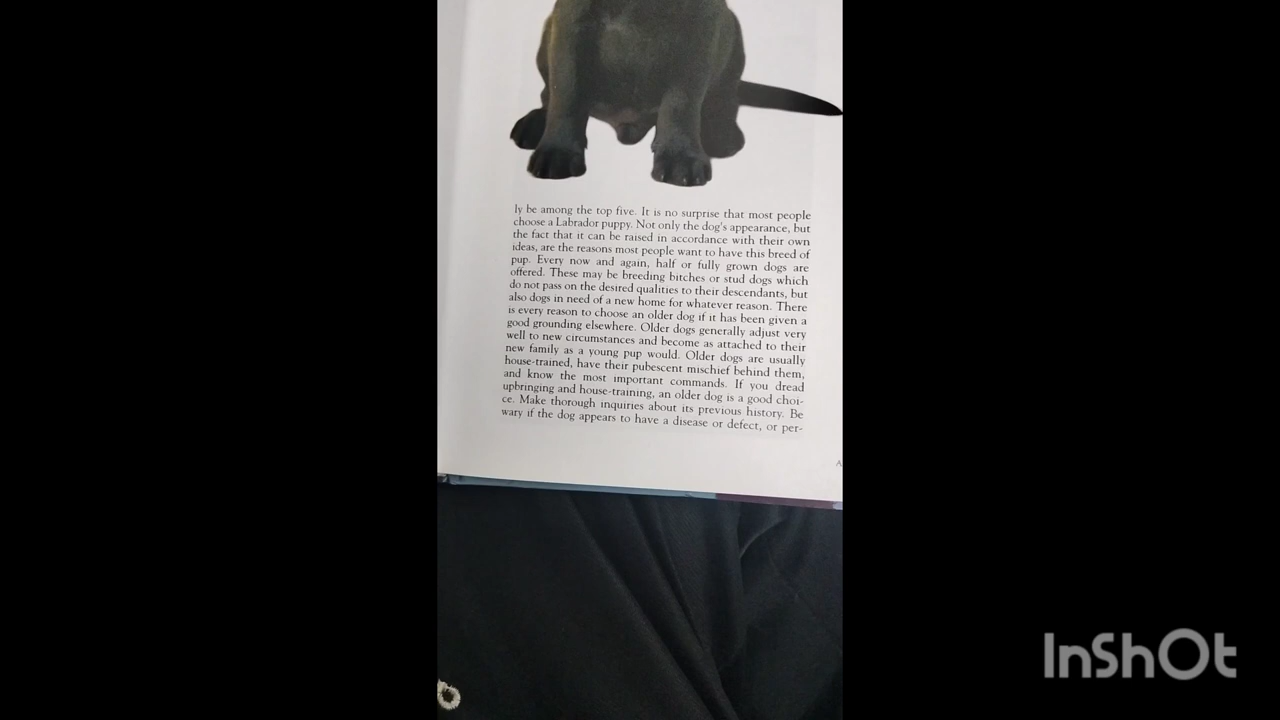 ly be among the top five. It is no surprise that most people
choose a Labrador puppy. Not only the dog's appearance, but
the fact that it can be raised in accordance with their own
ideas, are the reasons most people want to have this breed of
pup. Every now and again, half or fully grown dogs are
offered. These may be breeding bitches or stud dogs which
do not pass on the desired qualities to their descendants, but
also dogs in need of a new home for whatever reason. There
is every reason to choose an older dog if it has been given a
good grounding elsewhere. Older dogs generally adjust very
well to new circumstances and become as attached to their
new family as a young pup would. Older dogs are usually
house-trained, have their pubescent mischief behind them,
and know the most important commands. If you dread
upbringing and house-training, an older dog is a good choi-
ce. Make thorough inquiries about its previous history. Be
wary if the dog appears to have a disease or defect, or per-
A
InShOt